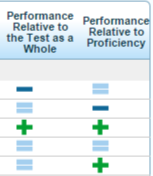 Performance
Relative to
the Test as a
Whole
Performance
Relative to
Proficiency